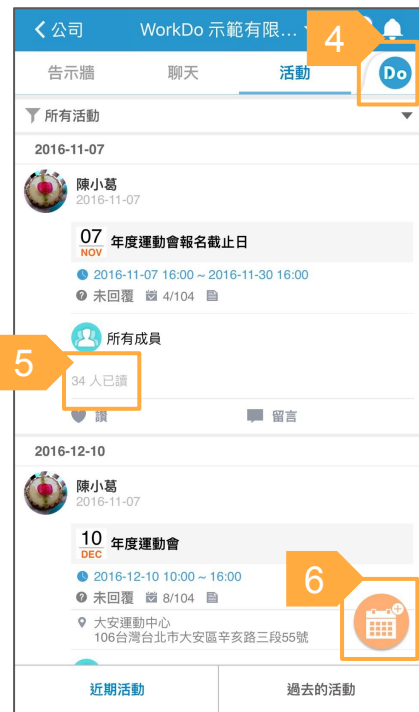 公司 WorkDo 示範有限... 4
告示牆 聊天 活動 Do
所有活動
2016-11-07
陳小葛
2016-11-07
07 NOV 年度運動會報名截止日
2016-11-07 16:00 ~ 2016-11-30 16:00
未回覆 4/104
所有成員
5
34 人已讀
讚 留言
2016-12-10
陳小葛
2016-11-07
10 DEC 年度運動會
2016-12-10 10:00 ~ 16:00
6
未回覆 8/104
大安運動中心
106台灣台北市大安區辛亥路三段55號
近期活動 過去的活動